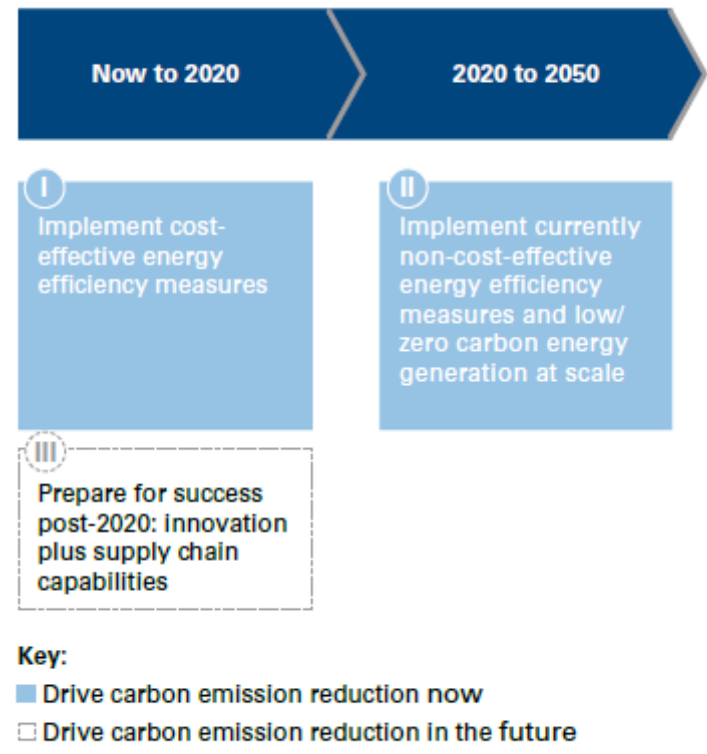 Now to 2020
2020 to 2050
I
Implement cost-
effective energy
efficiency measures
II
Implement currently
non-cost-effective
energy efficiency
measures and low/
zero carbon energy
generation at scale
III
Prepare for success
post-2020: innovation
plus supply chain
capabilities
Key:
Drive carbon emission reduction now
Drive carbon emission reduction in the future